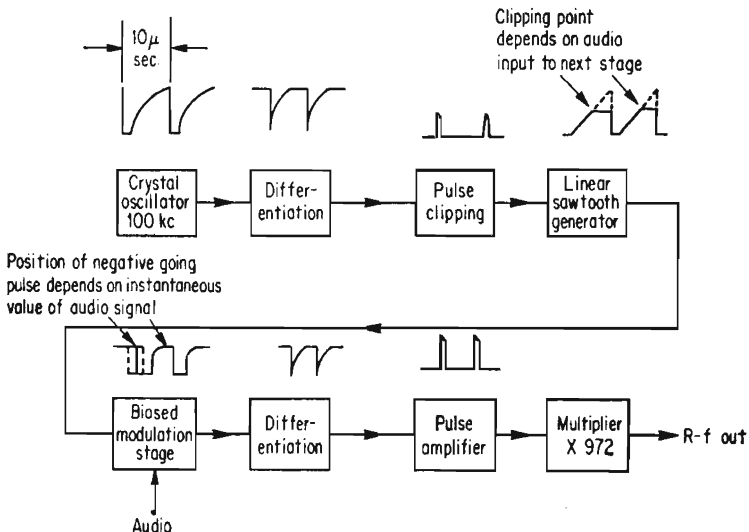 10μ
sec.
Clipping point
depends on audio
input to next stage
Crystal
oscillator
100 kc
Differ-
entiation
Pulse
clipping
Linear
sawtooth
generator
Position of negative going
pulse depends on instantaneous
value of audio signal
Biased
modulation
stage
Differ-
entiation
Pulse
amplifier
Multiplier
X 972
R-f out
Audio